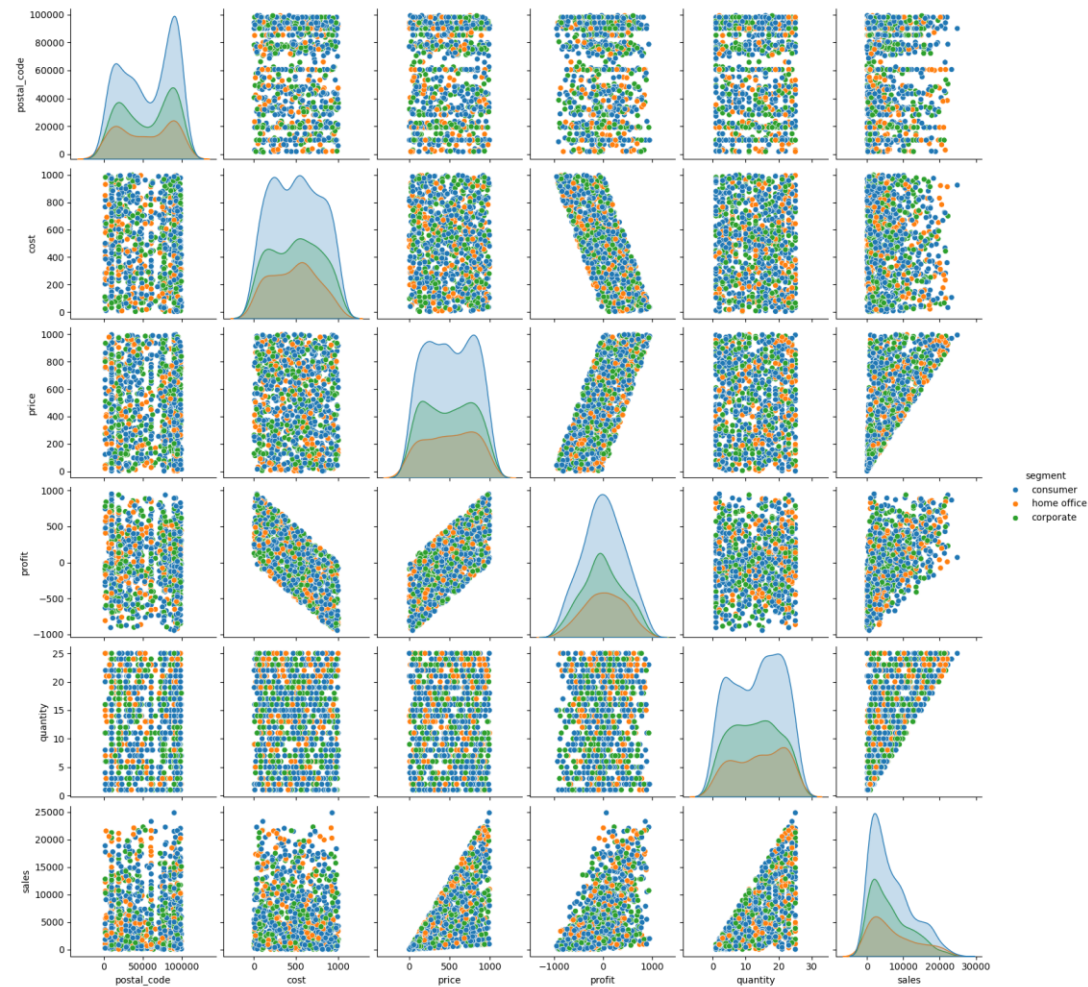 100000
80000
60000
40000
20000
0
postal_code
1000
800
600
400
200
0
cost
1000
800
600
400
200
0
price
1000
500
0
−500
−1000
profit
segment
consumer
home office
corporate
25
20
15
10
5
0
quantity
25000
20000
15000
10000
5000
0
sales
0 50000 100000
0 500 1000
0 500 1000
−1000 0 1000
0 10 20 30
0 10000 20000 30000
postal_code
cost
price
profit
quantity
sales